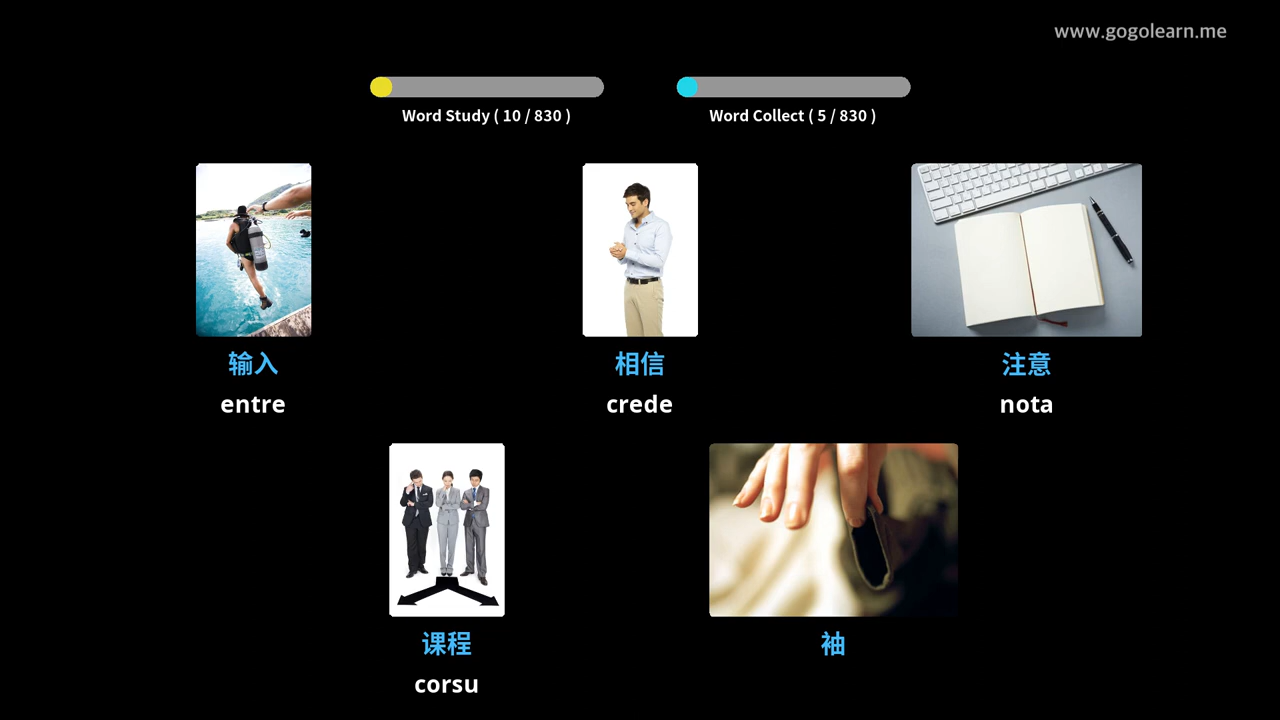 www.gogolearn.me
Word Study ( 10 / 830 )
Word Collect ( 5 / 830 )
输入
entre
相信
crede
注意
nota
课程
corsu
袖